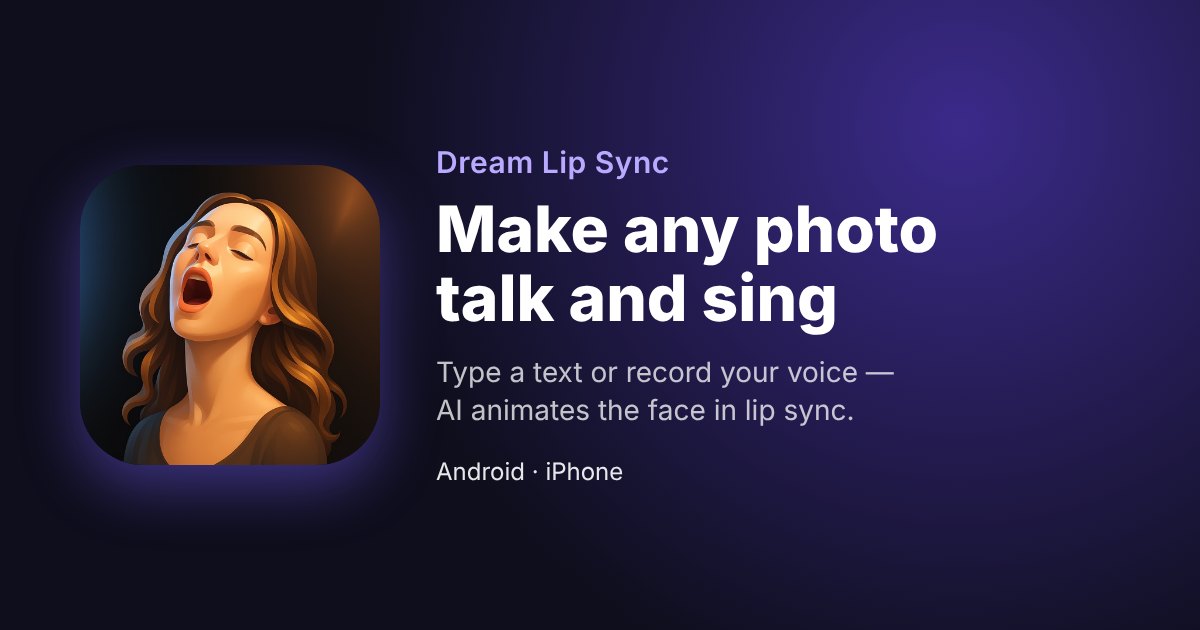 Dream Lip Sync
Make any photo
talk and sing
Type a text or record your voice —
AI animates the face in lip sync.
Android · iPhone